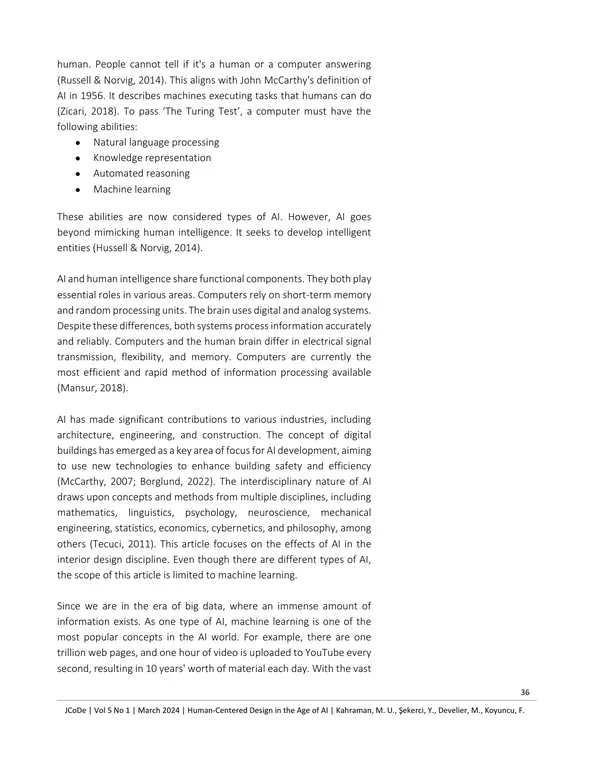 human. People cannot tell if it's a human or a computer answering
(Russell & Norvig, 2014). This aligns with John McCarthy's definition of
AI in 1956. It describes machines executing tasks that humans can do
(Zicari, 2018). To pass ‘The Turing Test’, a computer must have the
following abilities:
• Natural language processing
• Knowledge representation
• Automated reasoning
• Machine learning
These abilities are now considered types of AI. However, AI goes
beyond mimicking human intelligence. It seeks to develop intelligent
entities (Hussell & Norvig, 2014).
AI and human intelligence share functional components. They both play
essential roles in various areas. Computers rely on short-term memory
and random processing units. The brain uses digital and analog systems.
Despite these differences, both systems process information accurately
and reliably. Computers and the human brain differ in electrical signal
transmission, flexibility, and memory. Computers are currently the
most efficient and rapid method of information processing available
(Mansur, 2018).
AI has made significant contributions to various industries, including
architecture, engineering, and construction. The concept of digital
buildings has emerged as a key area of focus for AI development, aiming
to use new technologies to enhance building safety and efficiency
(McCarthy, 2007; Borglund, 2022). The interdisciplinary nature of AI
draws upon concepts and methods from multiple disciplines, including
mathematics, linguistics, psychology, neuroscience, mechanical
engineering, statistics, economics, cybernetics, and philosophy, among
others (Tecuci, 2011). This article focuses on the effects of AI in the
interior design discipline. Even though there are different types of AI,
the scope of this article is limited to machine learning.
Since we are in the era of big data, where an immense amount of
information exists. As one type of AI, machine learning is one of the
most popular concepts in the AI world. For example, there are one
trillion web pages, and one hour of video is uploaded to YouTube every
second, resulting in 10 years' worth of material each day. With the vast
36
JCoDe | Vol 5 No 1 | March 2024 | Human-Centered Design in the Age of AI | Kahraman, M. U., Şekerci, Y., Develier, M., Koyuncu, F.